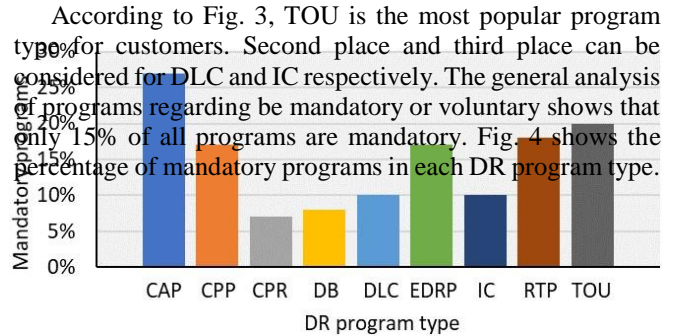 According to Fig. 3, TOU is the most popular program
type for customers. Second place and third place can be
considered for DLC and IC respectively. The general analysis
of programs regarding be mandatory or voluntary shows that
only 15% of all programs are mandatory. Fig. 4 shows the
percentage of mandatory programs in each DR program type.
Mandatory programs
30%
25%
20%
15%
10%
5%
0%
CAP CPP CPR DB DLC EDRP IC RTP TOU
DR program type